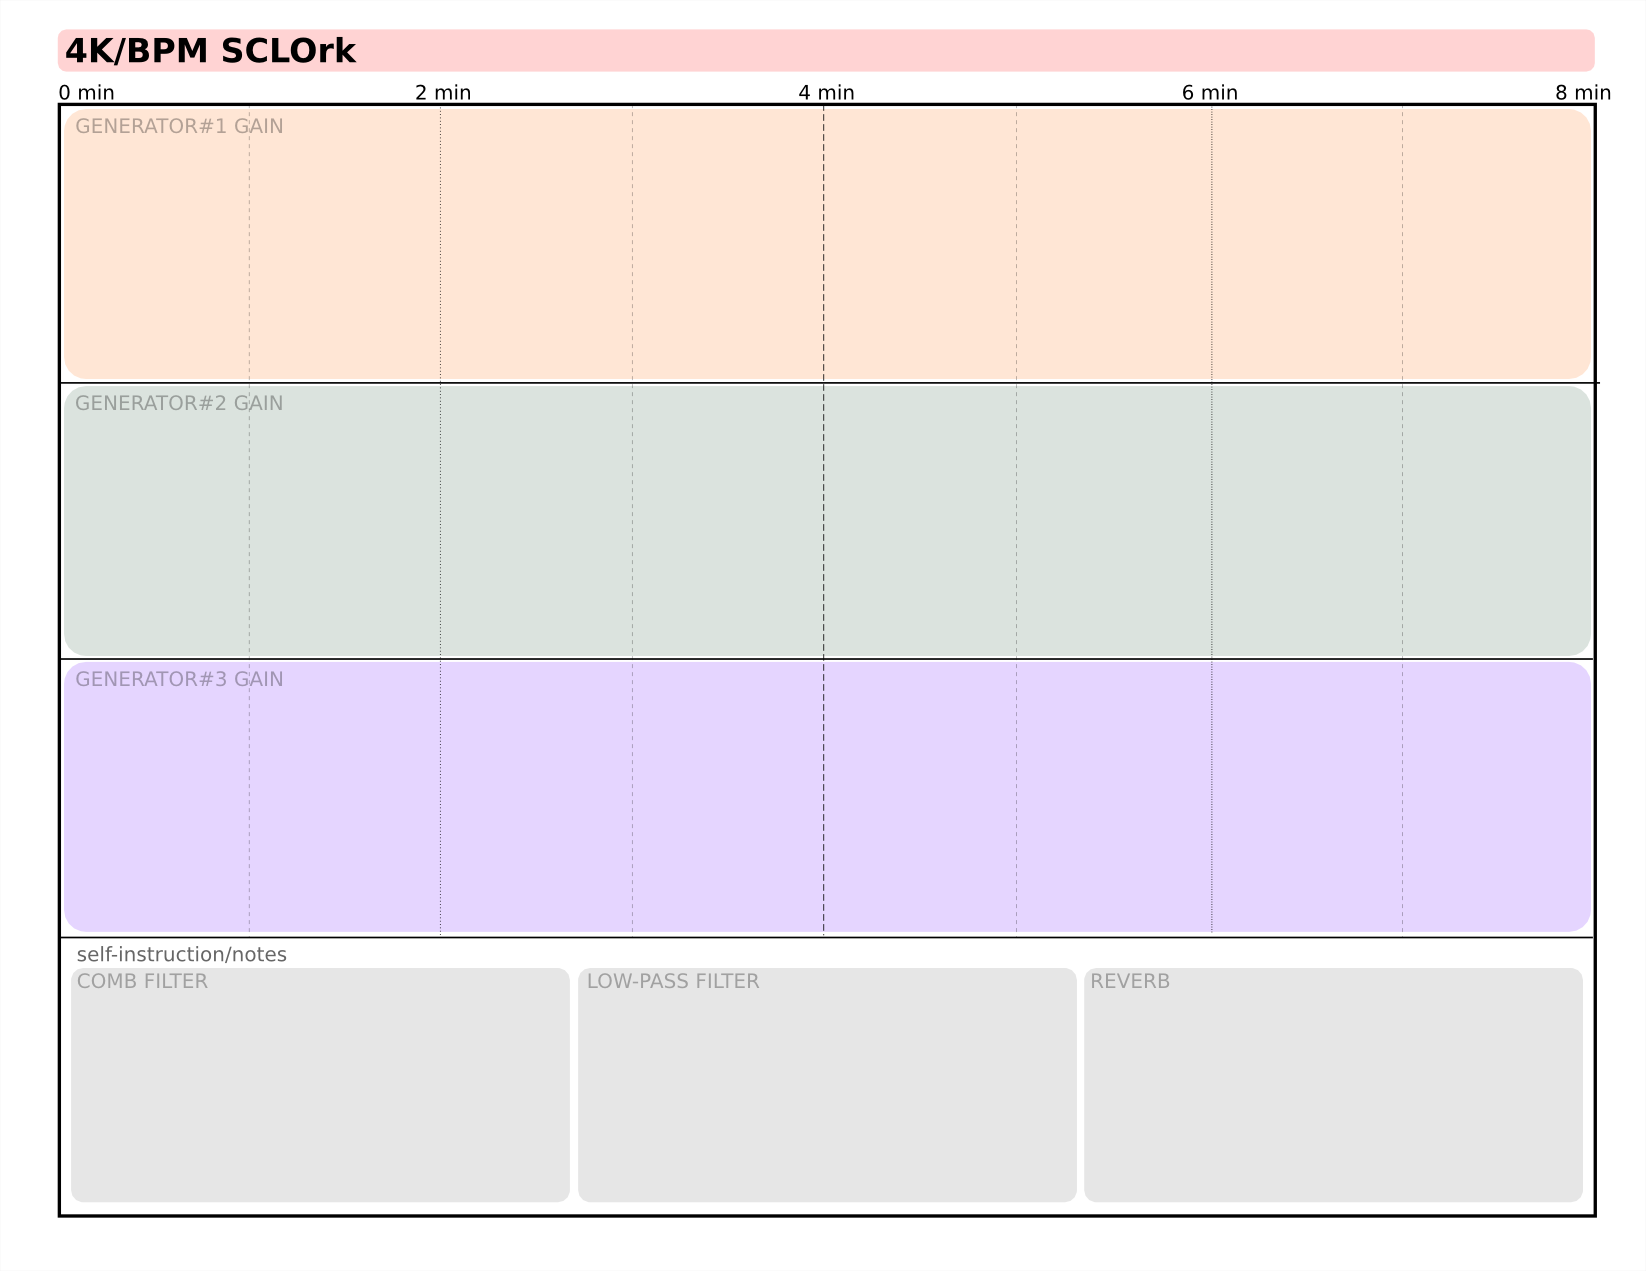 4K/BPM SCLOrk
0 min 2 min 4 min 6 min 8 min
GENERATOR#1 GAIN
GENERATOR#2 GAIN
GENERATOR#3 GAIN
self-instruction/notes
COMB FILTER LOW-PASS FILTER REVERB